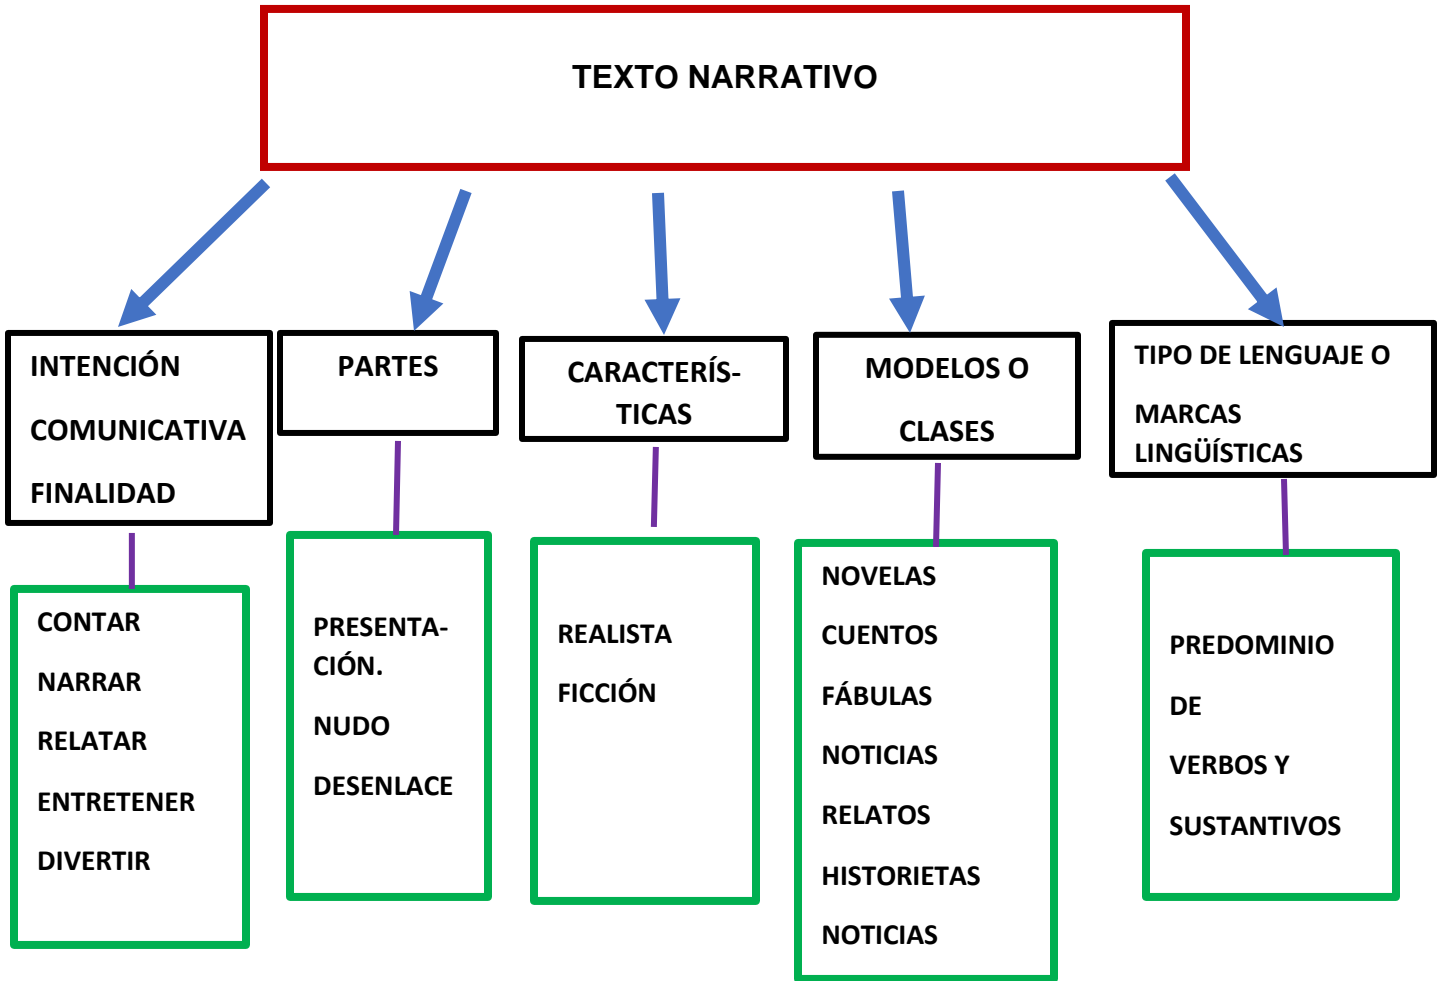 TEXTO NARRATIVO
INTENCIÓN
COMUNICATIVA
FINALIDAD
PARTES
CARACTERÍS-
TICAS
MODELOS O
CLASES
TIPO DE LENGUAJE O
MARCAS
LINGÜÍSTICAS
CONTAR
NARRAR
RELATAR
ENTRETENER
DIVERTIR
PRESENTA-
CIÓN.
NUDO
DESENLACE
REALISTA
FICCIÓN
NOVELAS
CUENTOS
FÁBULAS
NOTICIAS
RELATOS
HISTORIETAS
NOTICIAS
PREDOMINIO
DE
VERBOS Y
SUSTANTIVOS